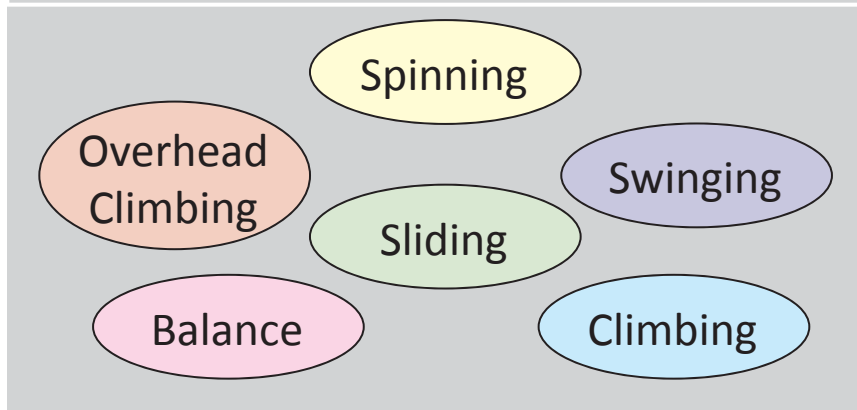 Spinning
Overhead
Climbing
Swinging
Sliding
Balance
Climbing